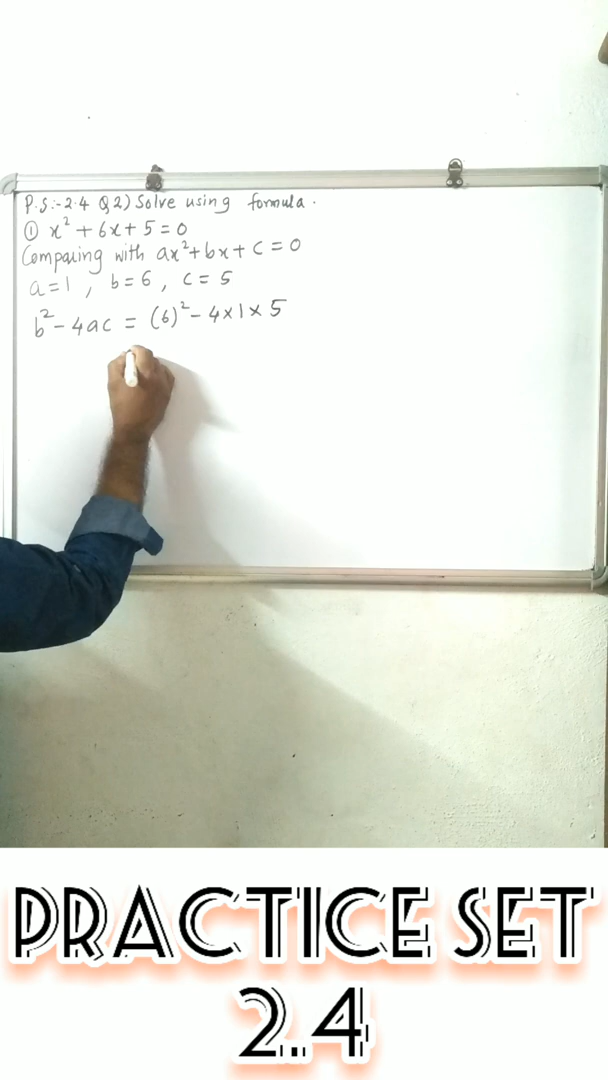 P.S:-2.4 Q2) Solve using formula.
① x² + 6x + 5 = 0
Comparing with ax² + bx + c = 0
a = 1 , b = 6 , c = 5
b² - 4ac = (6)² - 4 × 1 × 5
PRACTICE SET
2..4